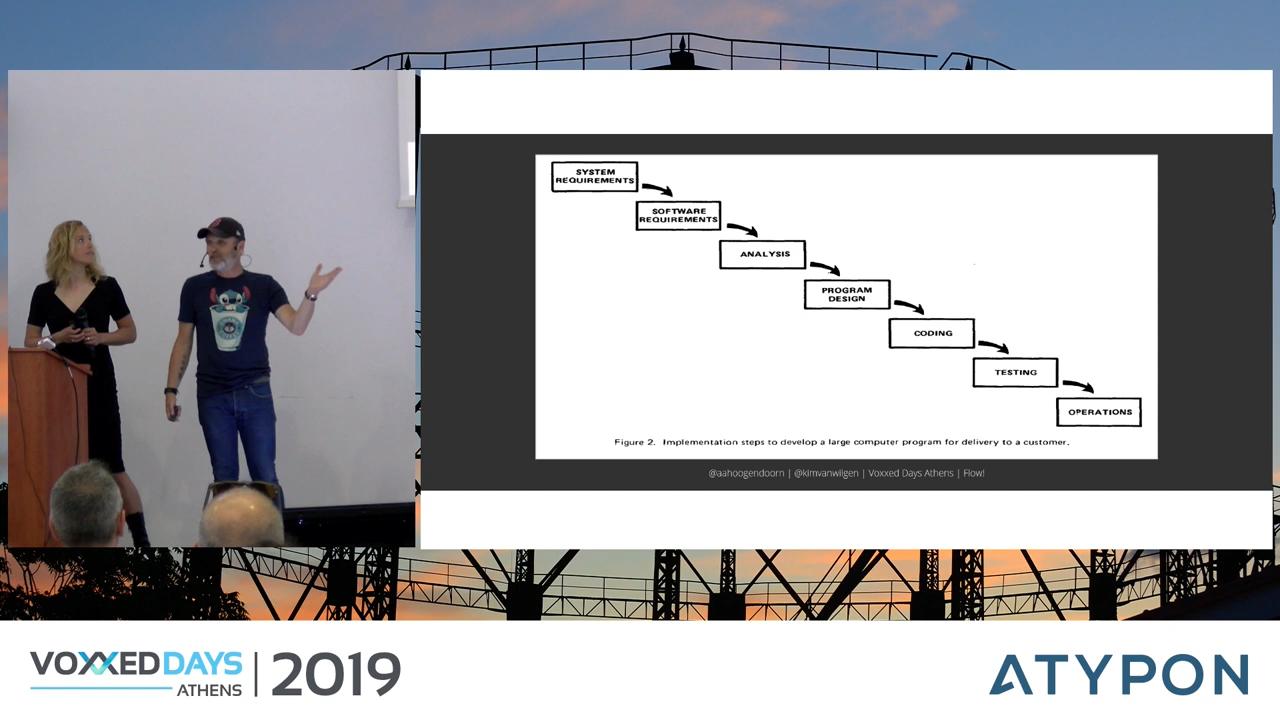 SYSTEM
REQUIREMENTS
SOFTWARE
REQUIREMENTS
ANALYSIS
PROGRAM
DESIGN
CODING
TESTING
OPERATIONS
Figure 2. Implementation steps to develop a large computer program for delivery to a customer.
@aahoogendoorn | @kimvanwilgen | Voxxed Days Athens | Flow!
VOXXED DAYS
ATHENS
2019
ATYPON